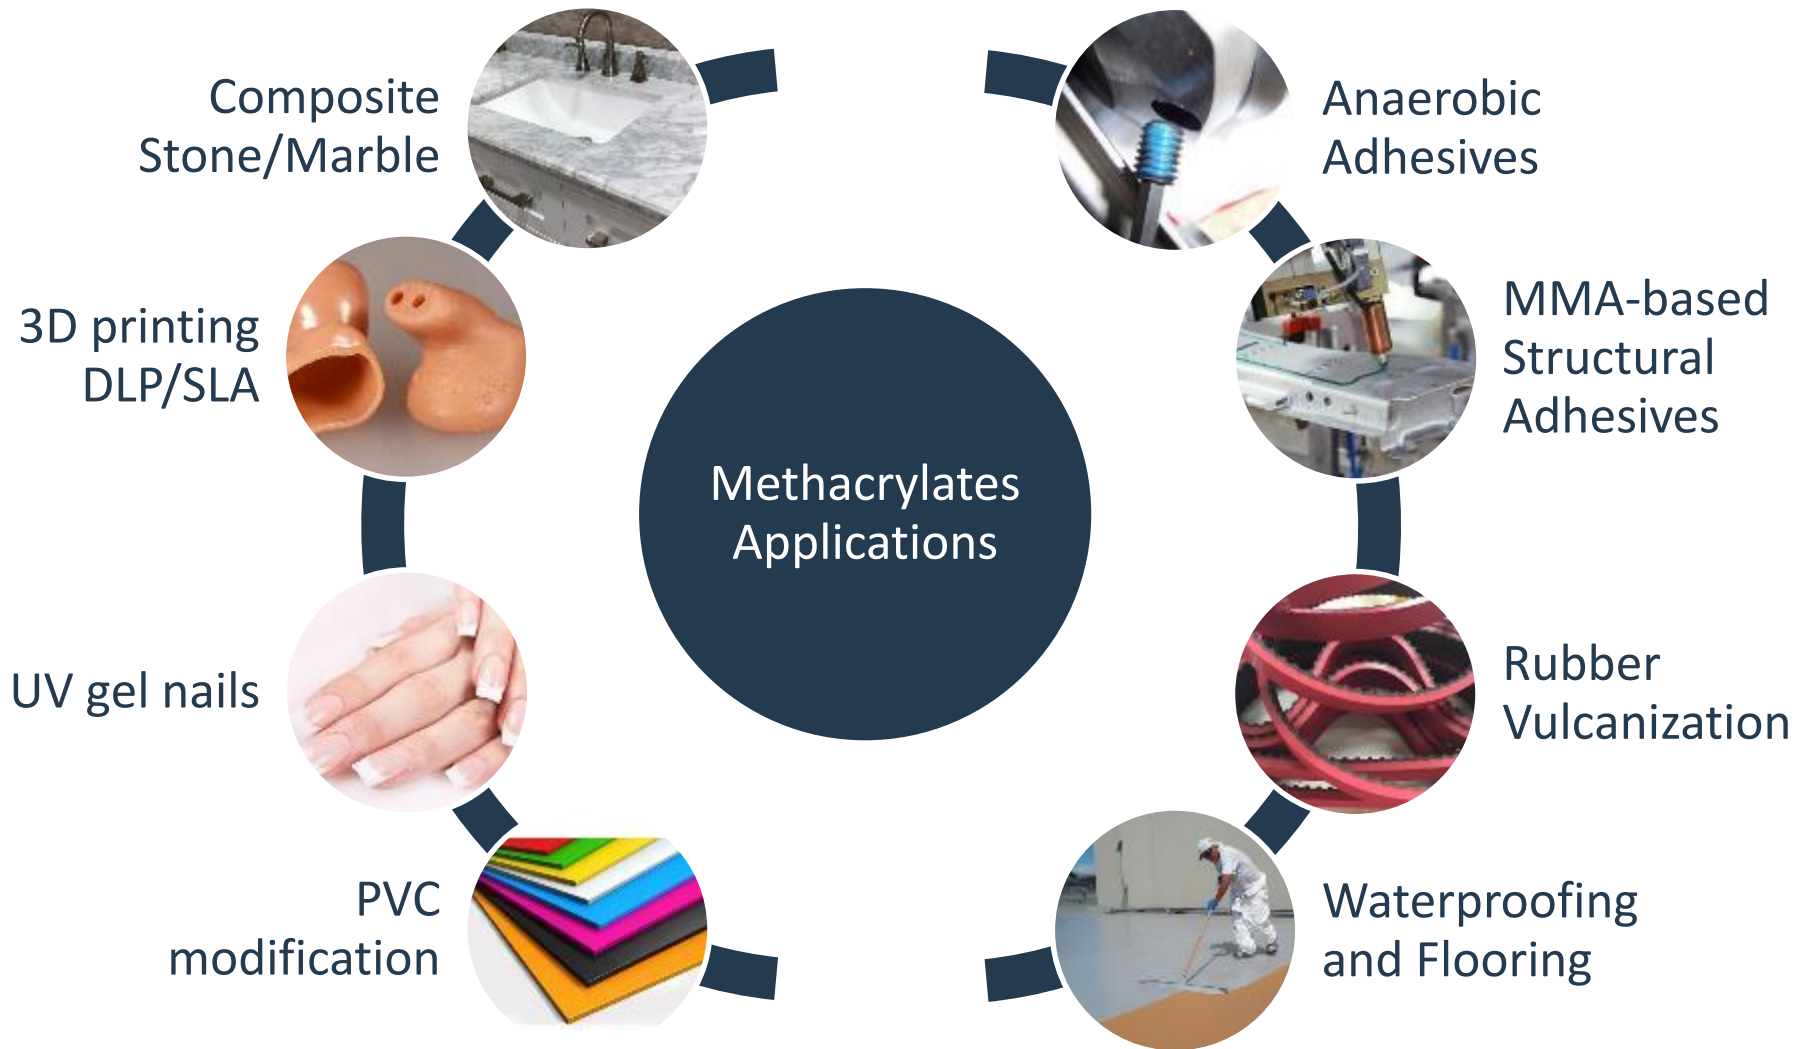 Composite
Stone/Marble
3D printing
DLP/SLA
UV gel nails
PVC
modification
Methacrylates
Applications
Anaerobic
Adhesives
MMA-based
Structural
Adhesives
Rubber
Vulcanization
Waterproofing
and Flooring